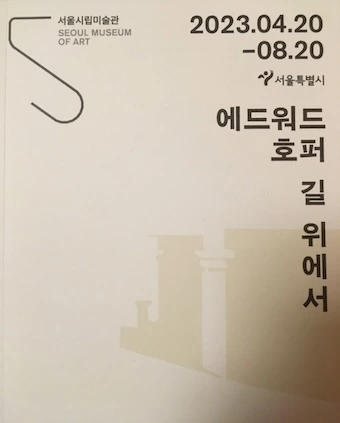 서울시립미술관
SEOUL MUSEUM
OF ART
2023.04.20
–08.20
서울특별시
에드워드
호퍼
길 위에서